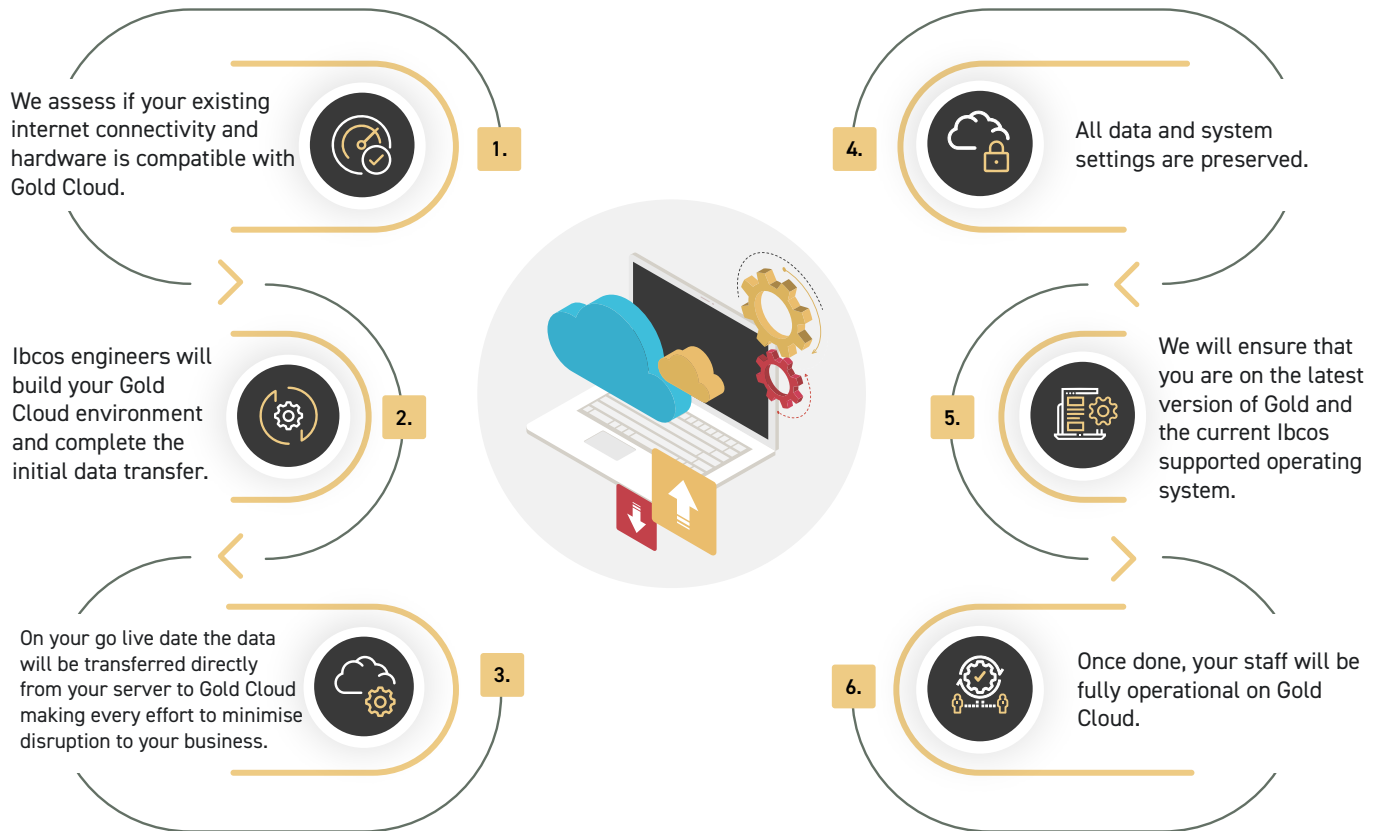 We assess if your existing
internet connectivity and
hardware is compatible with
Gold Cloud.
1.
Ibcos engineers will
build your Gold
Cloud environment
and complete the
initial data transfer.
2.
On your go live date the data
will be transferred directly
from your server to Gold Cloud
making every effort to minimise
disruption to your business.
3.
4.
All data and system
settings are preserved.
5.
We will ensure that
you are on the latest
version of Gold and
the current Ibcos
supported operating
system.
6.
Once done, your staff will be
fully operational on Gold
Cloud.